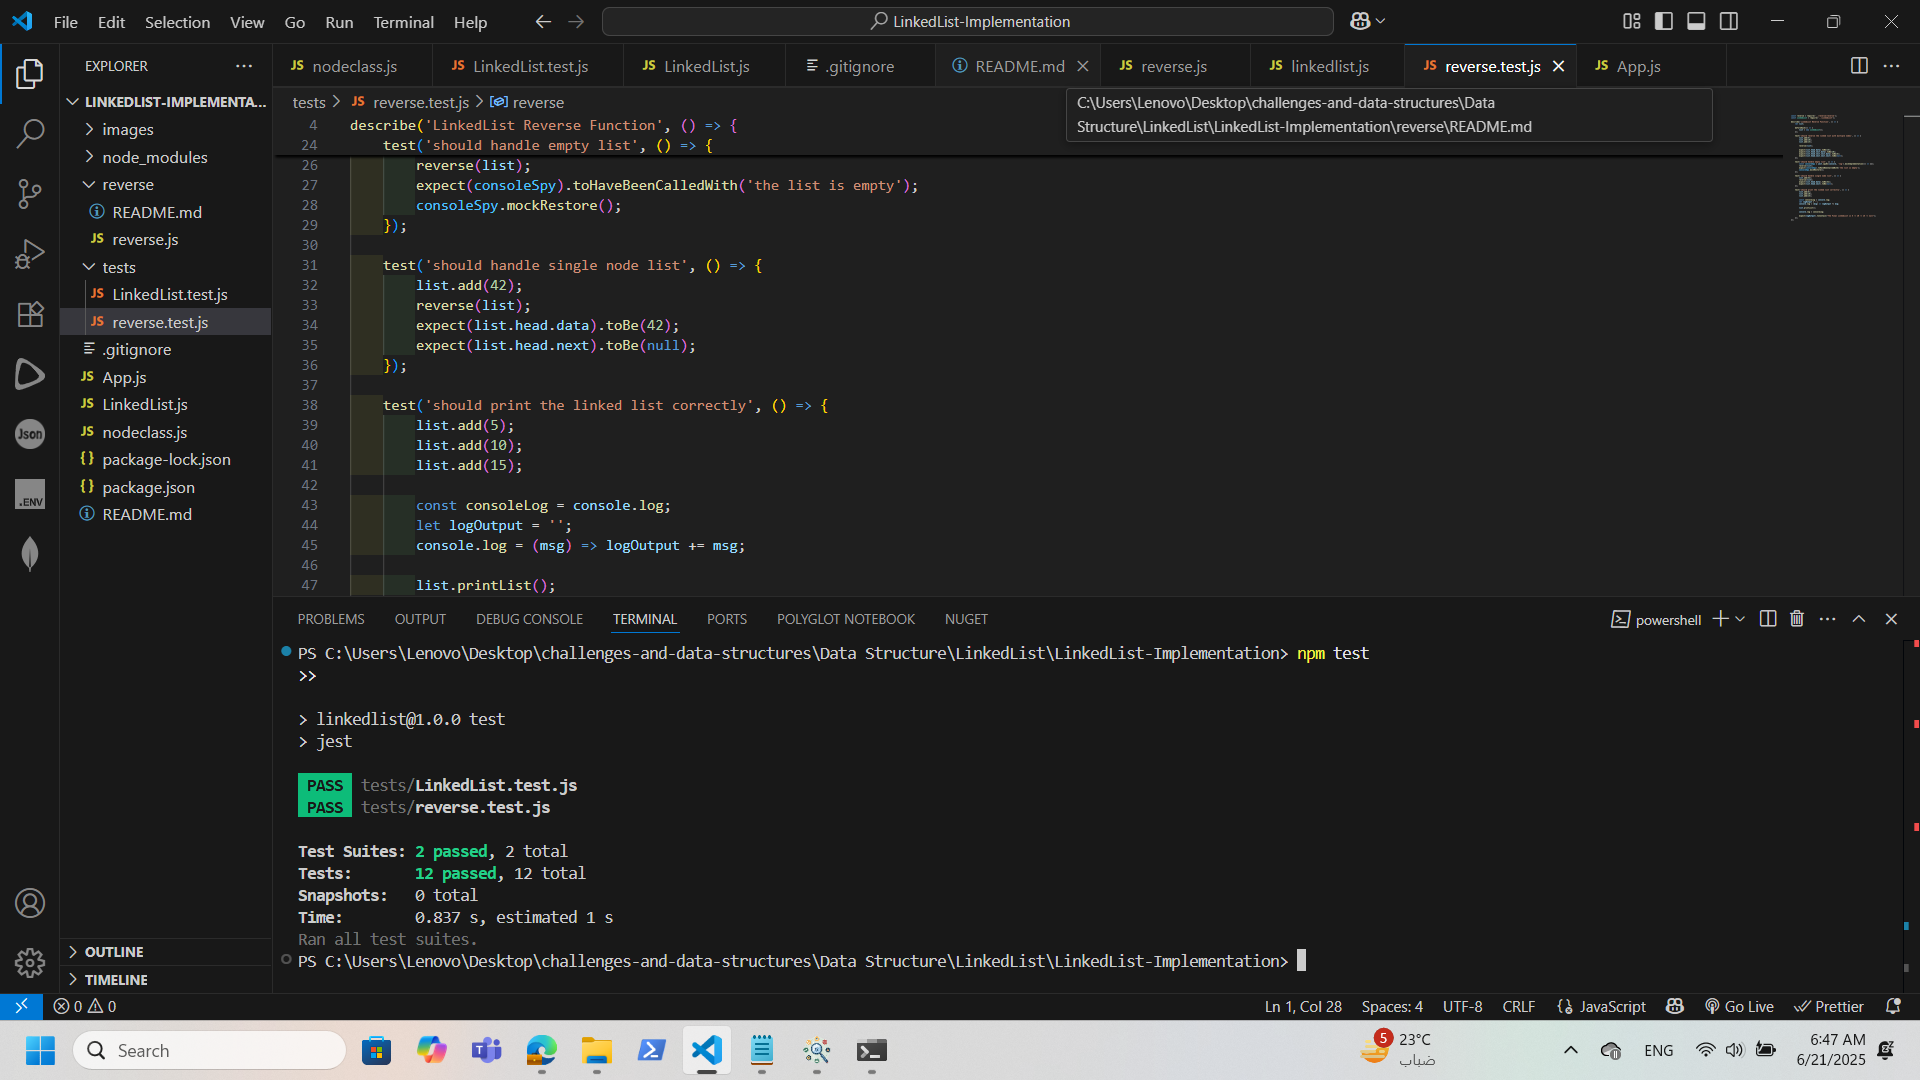 File Edit Selection View Go Run Terminal Help
LinkedList-Implementation
EXPLORER
nodeclass.js
LinkedList.test.js
LinkedList.js
.gitignore
README.md
reverse.js
linkedlist.js
reverse.test.js
App.js
LINKEDLIST-IMPLEMENTA...
images
node_modules
reverse
README.md
reverse.js
tests
LinkedList.test.js
reverse.test.js
.gitignore
App.js
LinkedList.js
nodeclass.js
package-lock.json
package.json
README.md
OUTLINE
TIMELINE
tests > JS reverse.test.js > reverse
C:\Users\Lenovo\Desktop\challenges-and-data-structures\Data
Structure\LinkedList\LinkedList-Implementation\reverse\README.md
4 describe('LinkedList Reverse Function', () => {
24 test('should handle empty list', () => {
26 reverse(list);
27 expect(consoleSpy).toHaveBeenCalledWith('the list is empty');
28 consoleSpy.mockRestore();
29 });
30
31 test('should handle single node list', () => {
32 list.add(42);
33 reverse(list);
34 expect(list.head.data).toBe(42);
35 expect(list.head.next).toBe(null);
36 });
37
38 test('should print the linked list correctly', () => {
39 list.add(5);
40 list.add(10);
41 list.add(15);
42
43 const consoleLog = console.log;
44 let logOutput = '';
45 console.log = (msg) => logOutput += msg;
46
47 list.printList();
PROBLEMS OUTPUT DEBUG CONSOLE TERMINAL PORTS POLYGLOT NOTEBOOK NUGET
powershell
PS C:\Users\Lenovo\Desktop\challenges-and-data-structures\Data Structure\LinkedList\LinkedList-Implementation> npm test
>>
> linkedlist@1.0.0 test
> jest
PASS tests/LinkedList.test.js
PASS tests/reverse.test.js
Test Suites: 2 passed, 2 total
Tests: 12 passed, 12 total
Snapshots: 0 total
Time: 0.837 s, estimated 1 s
Ran all test suites.
PS C:\Users\Lenovo\Desktop\challenges-and-data-structures\Data Structure\LinkedList\LinkedList-Implementation>
0 0
Ln 1, Col 28 Spaces: 4 UTF-8 CRLF {} JavaScript Go Live Prettier
Search
5
23°C
ضباب
ENG
6:47 AM
6/21/2025
Json
.ENV